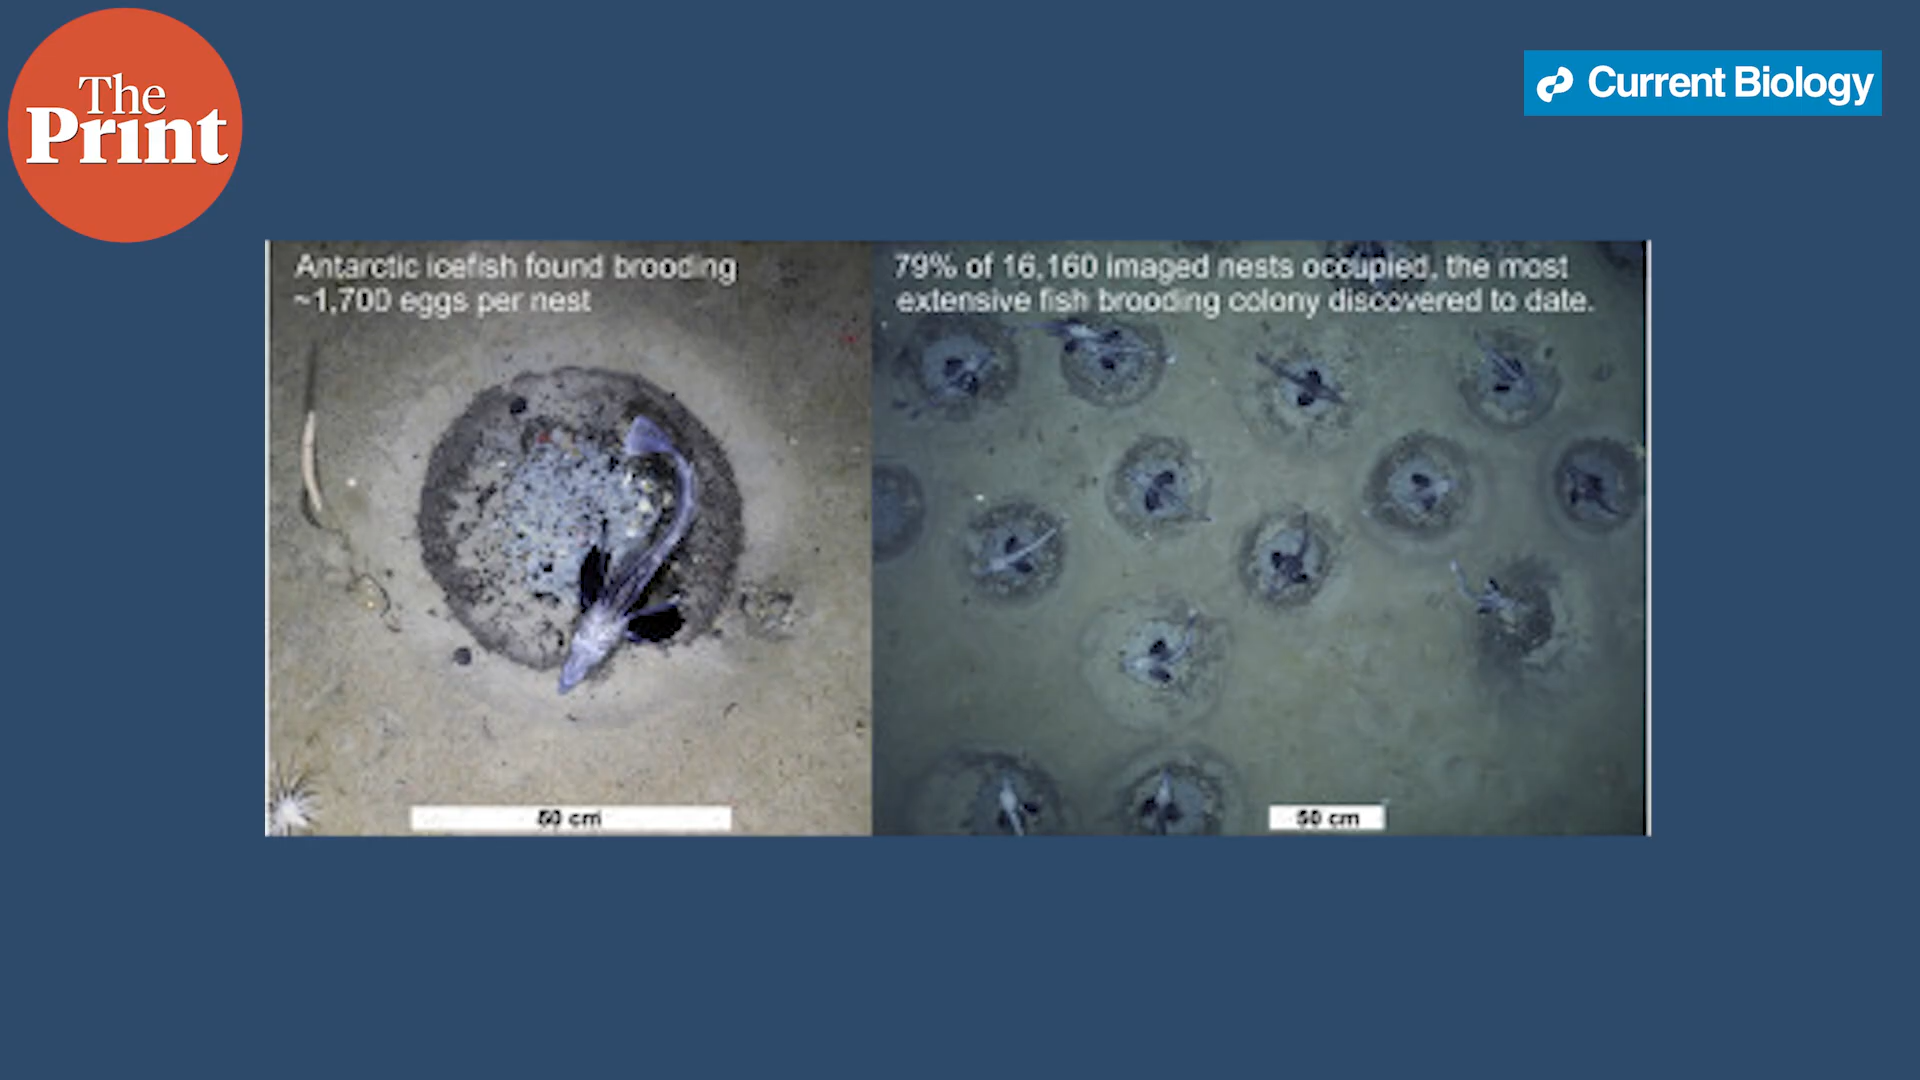 The
Print
Current Biology
Antarctic icefish found brooding
~1,700 eggs per nest
79% of 16,160 imaged nests occupied, the most
extensive fish brooding colony discovered to date.
50 cm
50 cm